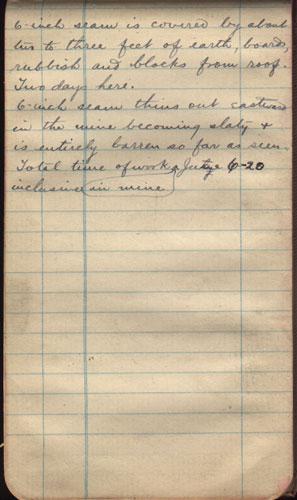 6-inch seam is covered by about
two to three feet of earth, boards,
rubbish and blocks from roof.
Two days here.
6-inch seam thins out eastward
in the mine becoming slaty +
is entirely barren so far as seen.
Total time of work 6-20
inclusive in mine